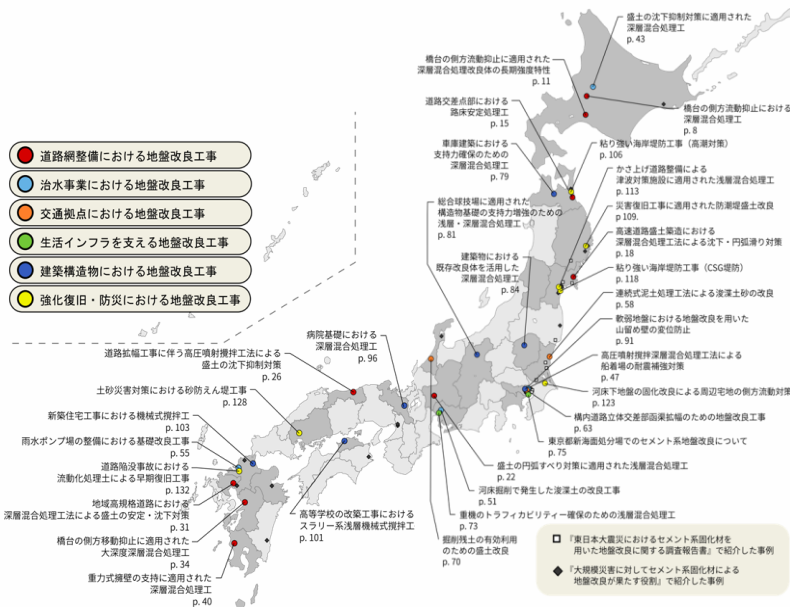 盛土の沈下抑制対策に適用された
深層混合処理工
p. 43
橋台の側方流動抑止に適用された
深層混合処理改良体の長期強度特性
p. 11
橋台の側方流動抑止における
深層混合処理工
p. 8
道路交差点部における
路床安定処理工
p. 15
車庫建築における
支持力確保のための
深層混合処理工
p. 79
粘り強い海岸堤防工事（高潮対策）
p. 106
かさ上げ道路整備による
津波対策施設に適用された浅層混合処理工
p. 113
総合球技場に適用された
構造物基礎の支持力増強のための
浅層・深層混合処理工
p. 81
災害復旧工事に適用された防潮堤盛土改良
p. 109.
高速道路盛土築造における
深層混合処理工法による沈下・円弧滑り対策
p. 18
建築物における
既存改良体を活用した
深層混合処理工
p. 84
粘り強い海岸堤防工事（CSG堤防）
p. 118
連続式泥土処理工法による浚渫土砂の改良
p. 58
軟弱地盤における地盤改良を用いた
山留め壁の変位防止
p. 91
高圧噴射撹拌深層混合処理工法による
船着場の耐震補強対策
p. 47
河床下地盤の固化改良による周辺宅地の側方流動対策
p. 123
構内道路立体交差部函渠拡幅のための地盤改良工事
p. 63
東京都新海面処分場でのセメント系地盤改良について
p. 75
盛土の円弧すべり対策に適用された浅層混合処理工
p. 22
河床掘削で発生した浚渫土の改良工事
p. 51
重機のトラフィカビリティー確保のための浅層混合処理工
p. 73
掘削残土の有効利用
のための盛土改良
p. 70
道路網整備における地盤改良工事
治水事業における地盤改良工事
交通拠点における地盤改良工事
生活インフラを支える地盤改良工事
建築構造物における地盤改良工事
強化復旧・防災における地盤改良工事
病院基礎における
深層混合処理工
p. 96
道路拡幅工事に伴う高圧噴射撹拌工法による
盛土の沈下抑制対策
p. 26
土砂災害対策における砂防えん堤工事
p. 128
新築住宅工事における機械式撹拌工
p. 103
雨水ポンプ場の整備における基礎改良工事
p. 55
道路陥没事故における
流動化処理土による早期復旧工事
p. 132
地域高規格道路における
深層混合処理工法による盛土の安定・沈下対策
p. 31
橋台の側方移動抑止に適用された
大深度深層混合処理工
p. 34
重力式擁壁の支持に適用された
深層混合処理工
p. 40
高等学校の改築工事における
スラリー系浅層機械式撹拌工
p. 101
『東日本大震災におけるセメント系固化材を
用いた地盤改良に関する調査報告書』で紹介した事例
『大規模災害に対してセメント系固化材による
地盤改良が果たす役割』で紹介した事例